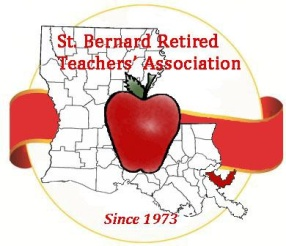 St. Bernard Retired
Teachers' Association
Since 1973